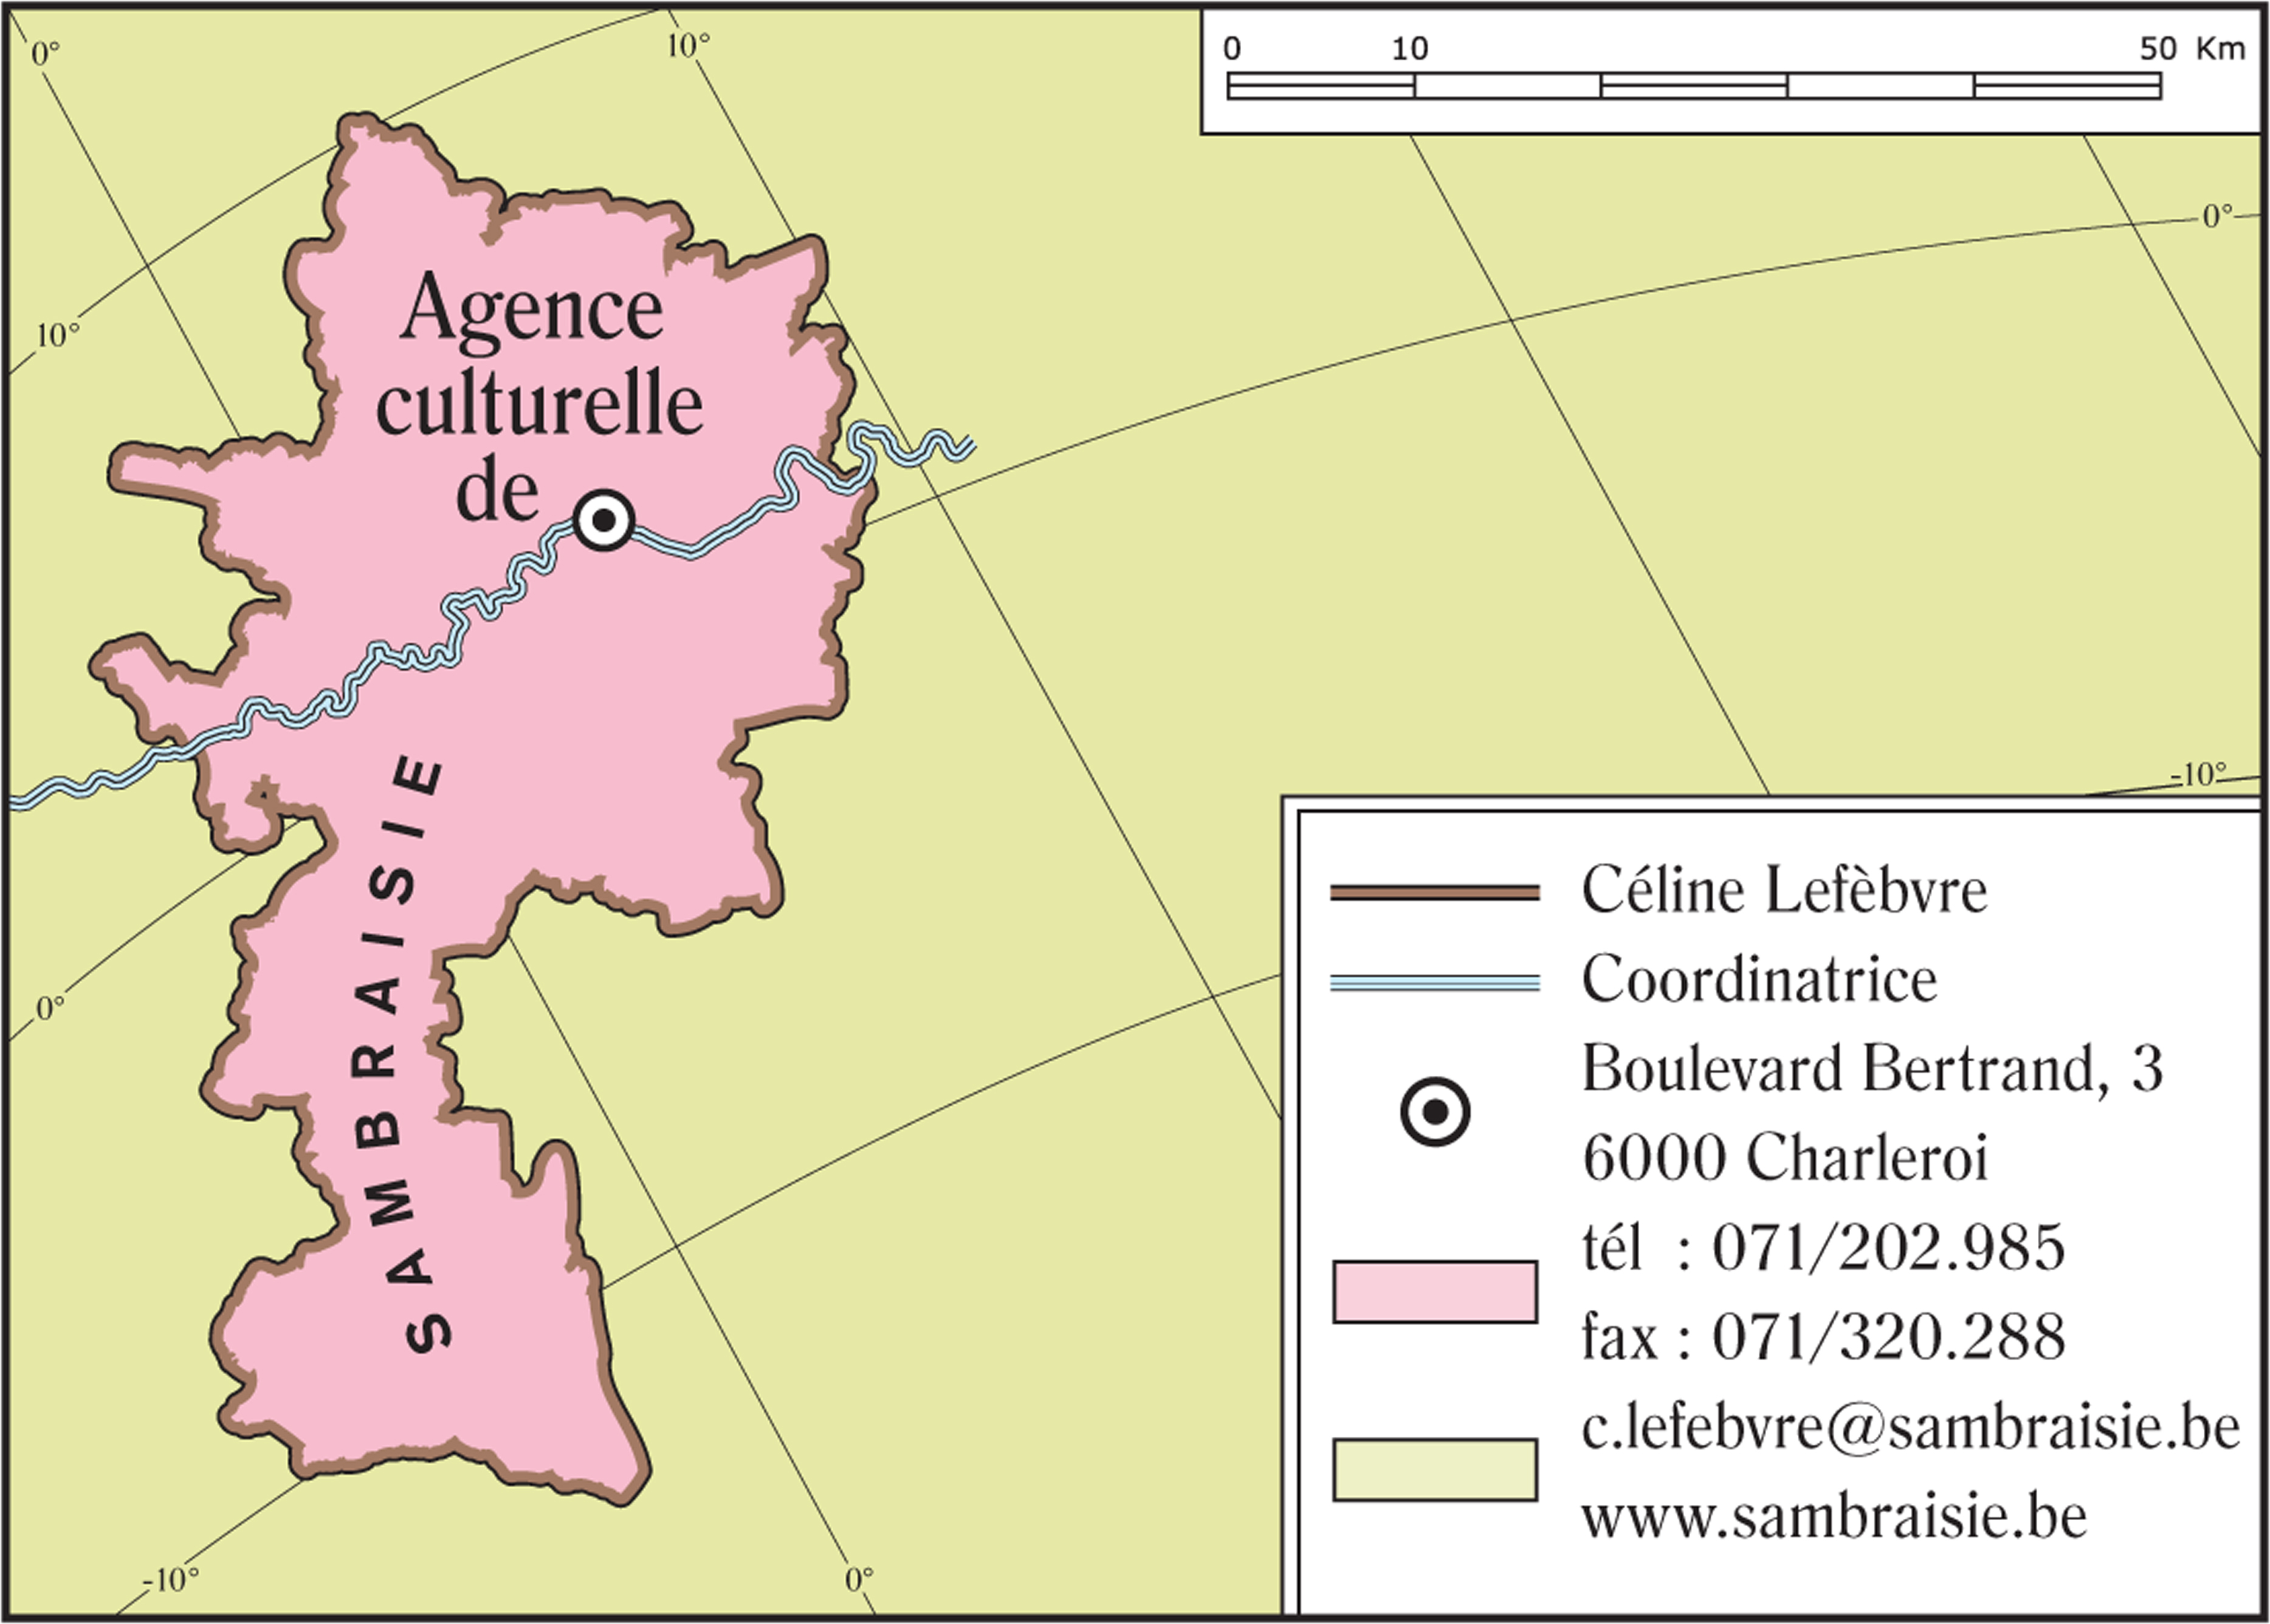 0°
10°
0
10
50 Km
0°
10°
Agence
culturelle
de
SAMBRAISIE
-10°
0°
-10°
0°
Céline Lefèbvre
Coordinatrice
Boulevard Bertrand, 3
6000 Charleroi
tél : 071/202.985
fax : 071/320.288
c.lefebvre@sambraisie.be
www.sambraisie.be